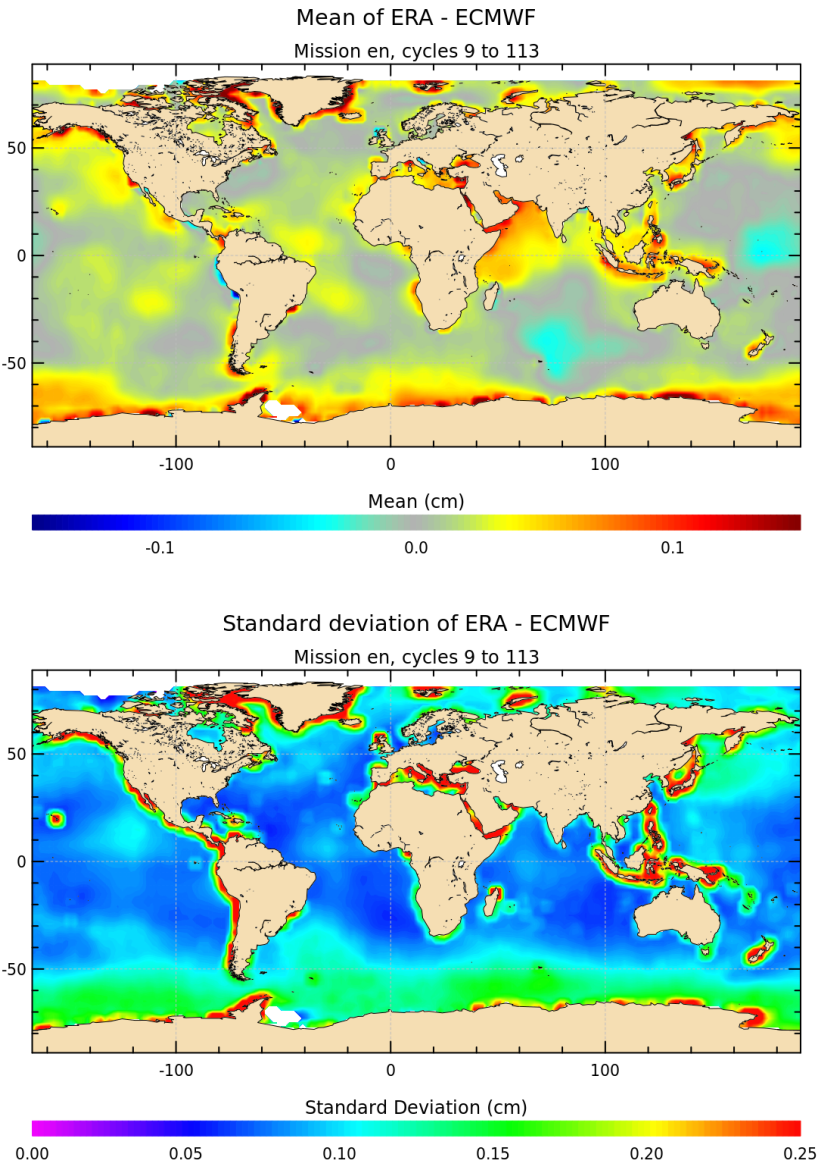 Mean of ERA - ECMWF
Mission en, cycles 9 to 113
50
0
-50
-100 0 100
Mean (cm)
-0.1 0.0 0.1
Standard deviation of ERA - ECMWF
Mission en, cycles 9 to 113
50
0
-50
-100 0 100
Standard Deviation (cm)
0.00 0.05 0.10 0.15 0.20 0.25